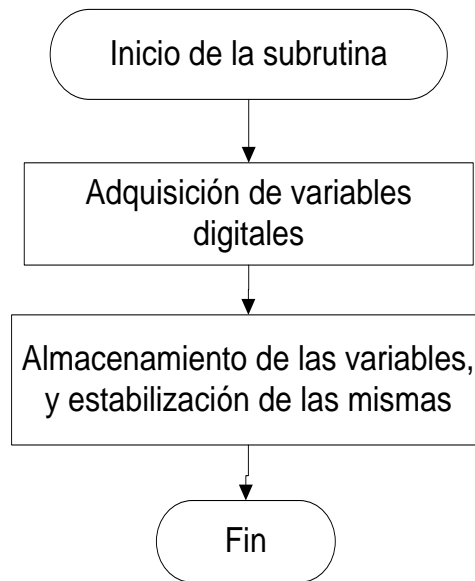 Inicio de la subrutina
Adquisición de variables
digitales
Almacenamiento de las variables,
y estabilización de las mismas
Fin